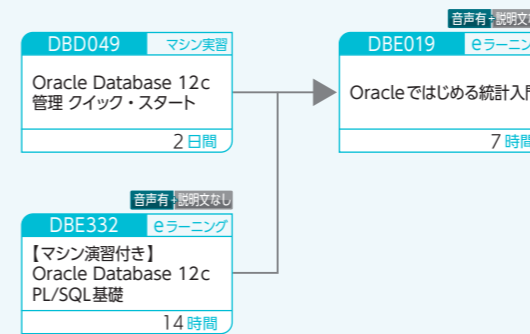 DBD049 マシン実習
Oracle Database 12c
管理 クイック・スタート
2日間
音声有・説明文なし
DBE332 eラーニング
【マシン演習付き】
Oracle Database 12c
PL/SQL基礎
14時間
音声有・説明文
DBE019 eラーニン
Oracleではじめる統計入
7時間